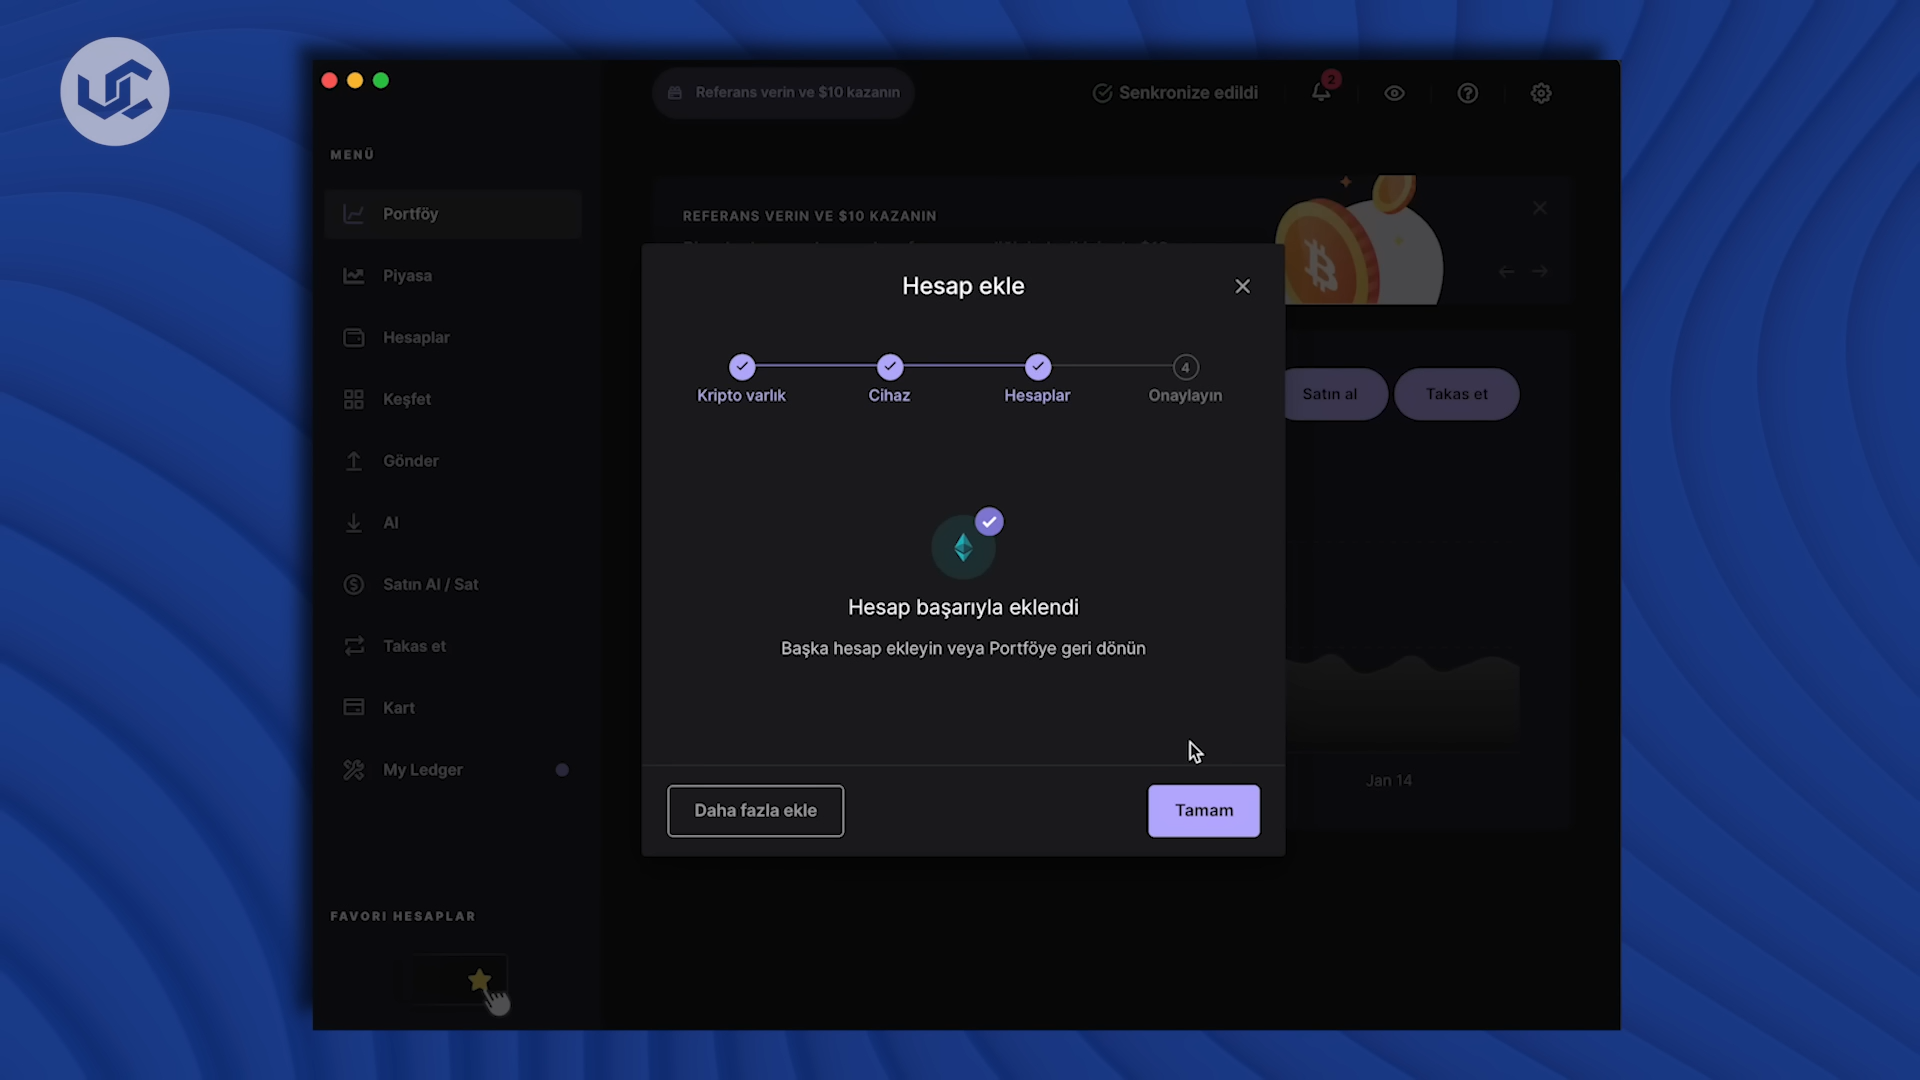 Referans verin ve $10 kazanın
Senkronize edildi
2
MENÜ
Portföy
Piyasa
Hesaplar
Keşfet
Gönder
Al
Satın Al / Sat
Takas et
Kart
My Ledger
FAVORI HESAPLAR
REFERANS VERIN VE $10 KAZANIN
Satın al
Takas et
Jan 14
Hesap ekle
Kripto varlık
Cihaz
Hesaplar
4
Onaylayın
Hesap başarıyla eklendi
Başka hesap ekleyin veya Portföye geri dönün
Daha fazla ekle
Tamam